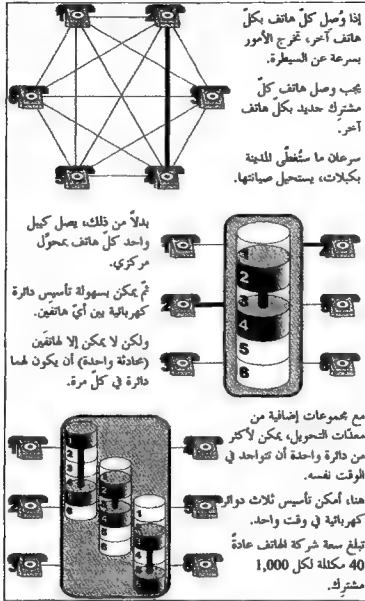 إذا وُصِل كلّ هاتف بكلّ
هاتف آخر، تخرج الأمور
بسرعة عن السيطرة.
يجب وصل هاتف كلّ
مشترك جديد بكلّ هاتف
آخر.
سرعان ما ستُغطّى المدينة
بكبلات، يستحيل صيانتها.
بدلاً من ذلك، يصل كيبل
واحد كلّ هاتف بمحوّل
مركزي.
ثمّ يمكن بسهولة تأسيس دائرة
كهربائية بين أيّ هاتفَين.
ولكن لا يمكن إلا لهاتفَين
(محادثة واحدة) أن يكون لهما
دائرة في كلّ مرة.
1
2
3
4
5
6
مع مجموعات إضافية من
معدّات التحويل، يمكن لأكثر
من دائرة واحدة أن تتواجد في
الوقت نفسه.
هنا، أمكن تأسيس ثلاث دوائر
كهربائية في وقت واحد.
تبلغ سعة شركة الهاتف عادةً
40 مكالمة لكل 1,000
مشترك.